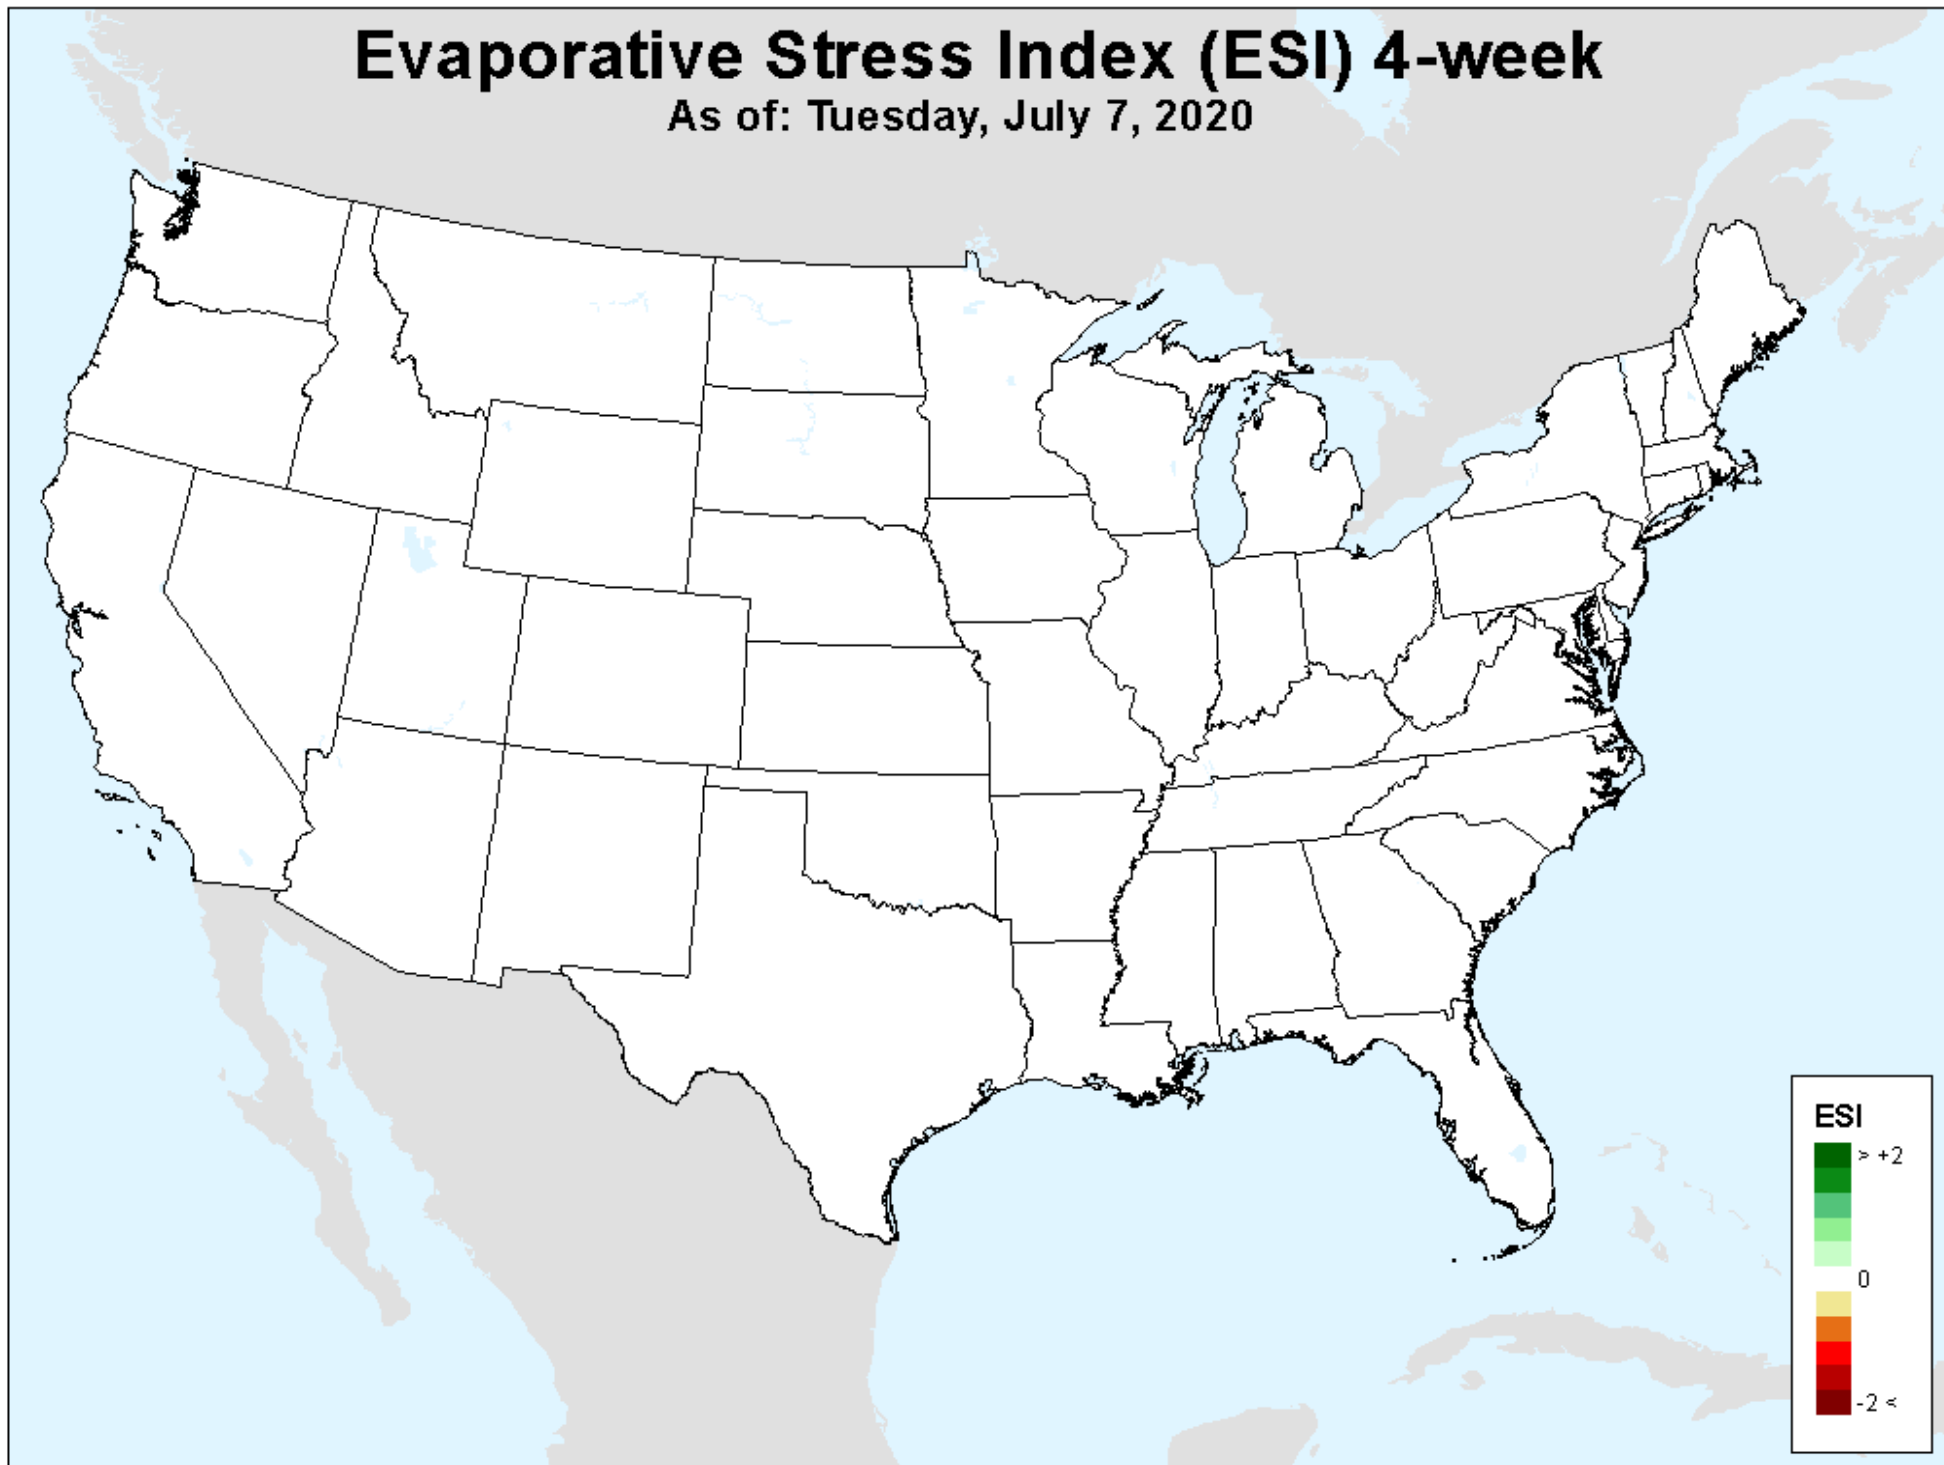 Evaporative Stress Index (ESI) 4-week
As of: Tuesday, July 7, 2020
ESI
> +2
0
-2 <